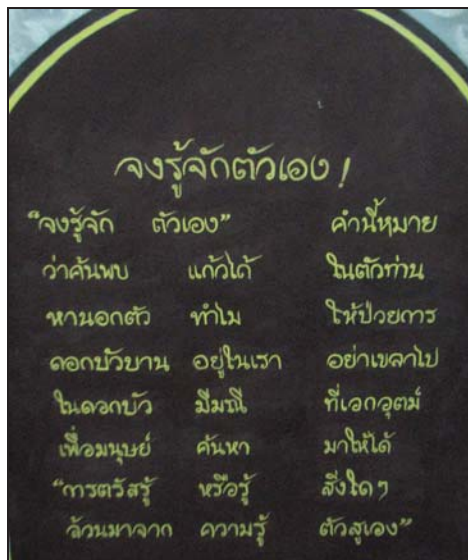 จงรู้จักตัวเอง !
"จงรู้จัก ตัวเอง" คำนี้หมาย
ว่าค้นพบ แก้วได้ ในตัวท่าน
หานอกตัว ทำไม ให้ป่วยการ
ดอกบัวบาน อยู่ในเรา อย่าเขลาไป
ในดอกบัว มีมณี ที่เอกอุตม์
เพื่อมนุษย์ ค้นหา มาให้ได้
"การตรัสรู้ หรือรู้ สิ่งใดๆ
ล้วนมาจาก ความรู้ ตัวสูเอง"